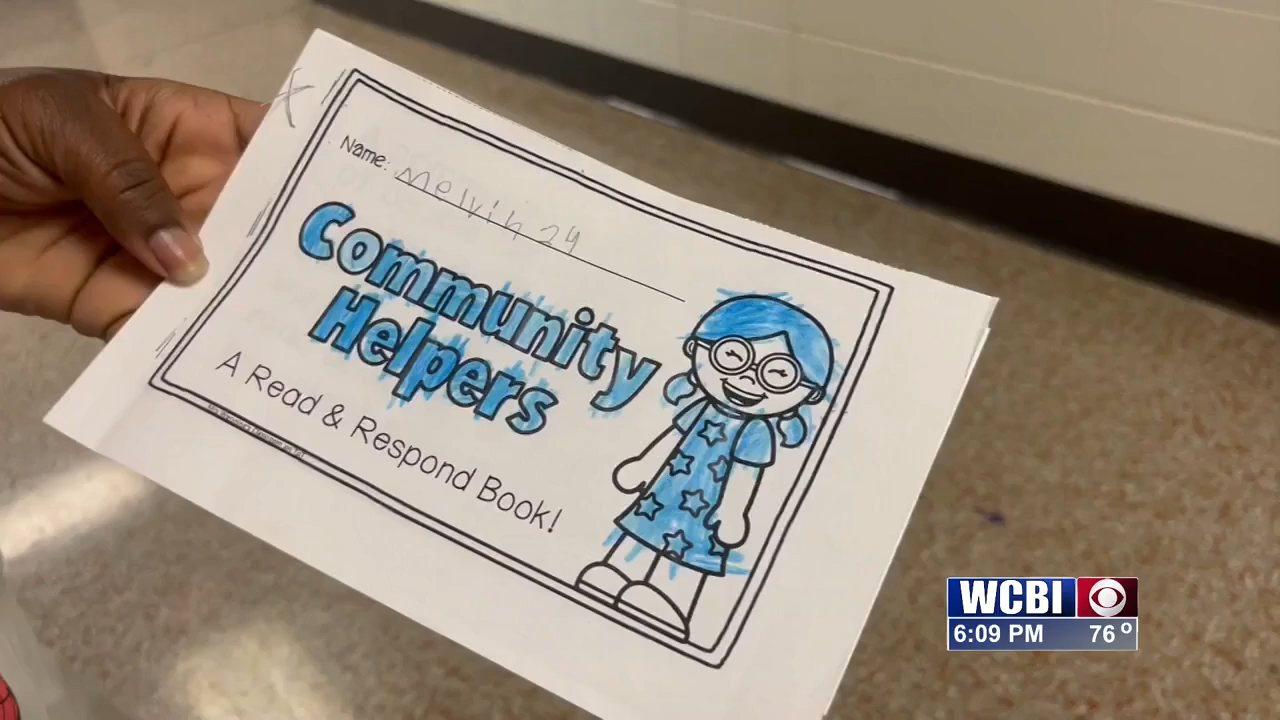 Name: Melvin 24
Community
Helpers
A Read & Respond Book!
WCBI
6:09 PM 76°